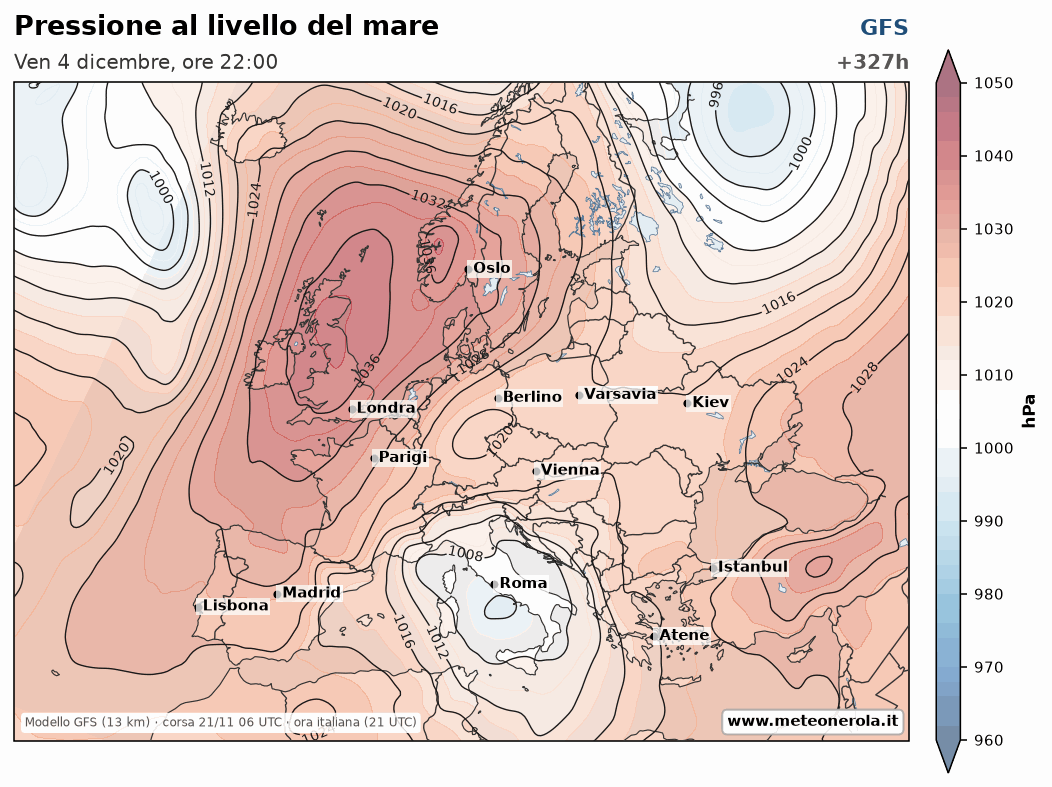 Pressione al livello del mare
GFS
Ven 4 dicembre, ore 22:00
+327h
996
1016
1020
1000
1000
1012
1024
1032
1036
Oslo
1016
1024
1028
1028
1036
Londra
Berlino
Varsavia
Kiev
1020
1020
Parigi
Vienna
1008
Roma
Istanbul
Madrid
Lisbona
1016
1012
Atene
1024
Modello GFS (13 km) · corsa 21/11 06 UTC · ora italiana (21 UTC)
www.meteonerola.it
1050
1040
1030
1020
1010
1000
990
980
970
960
hPa